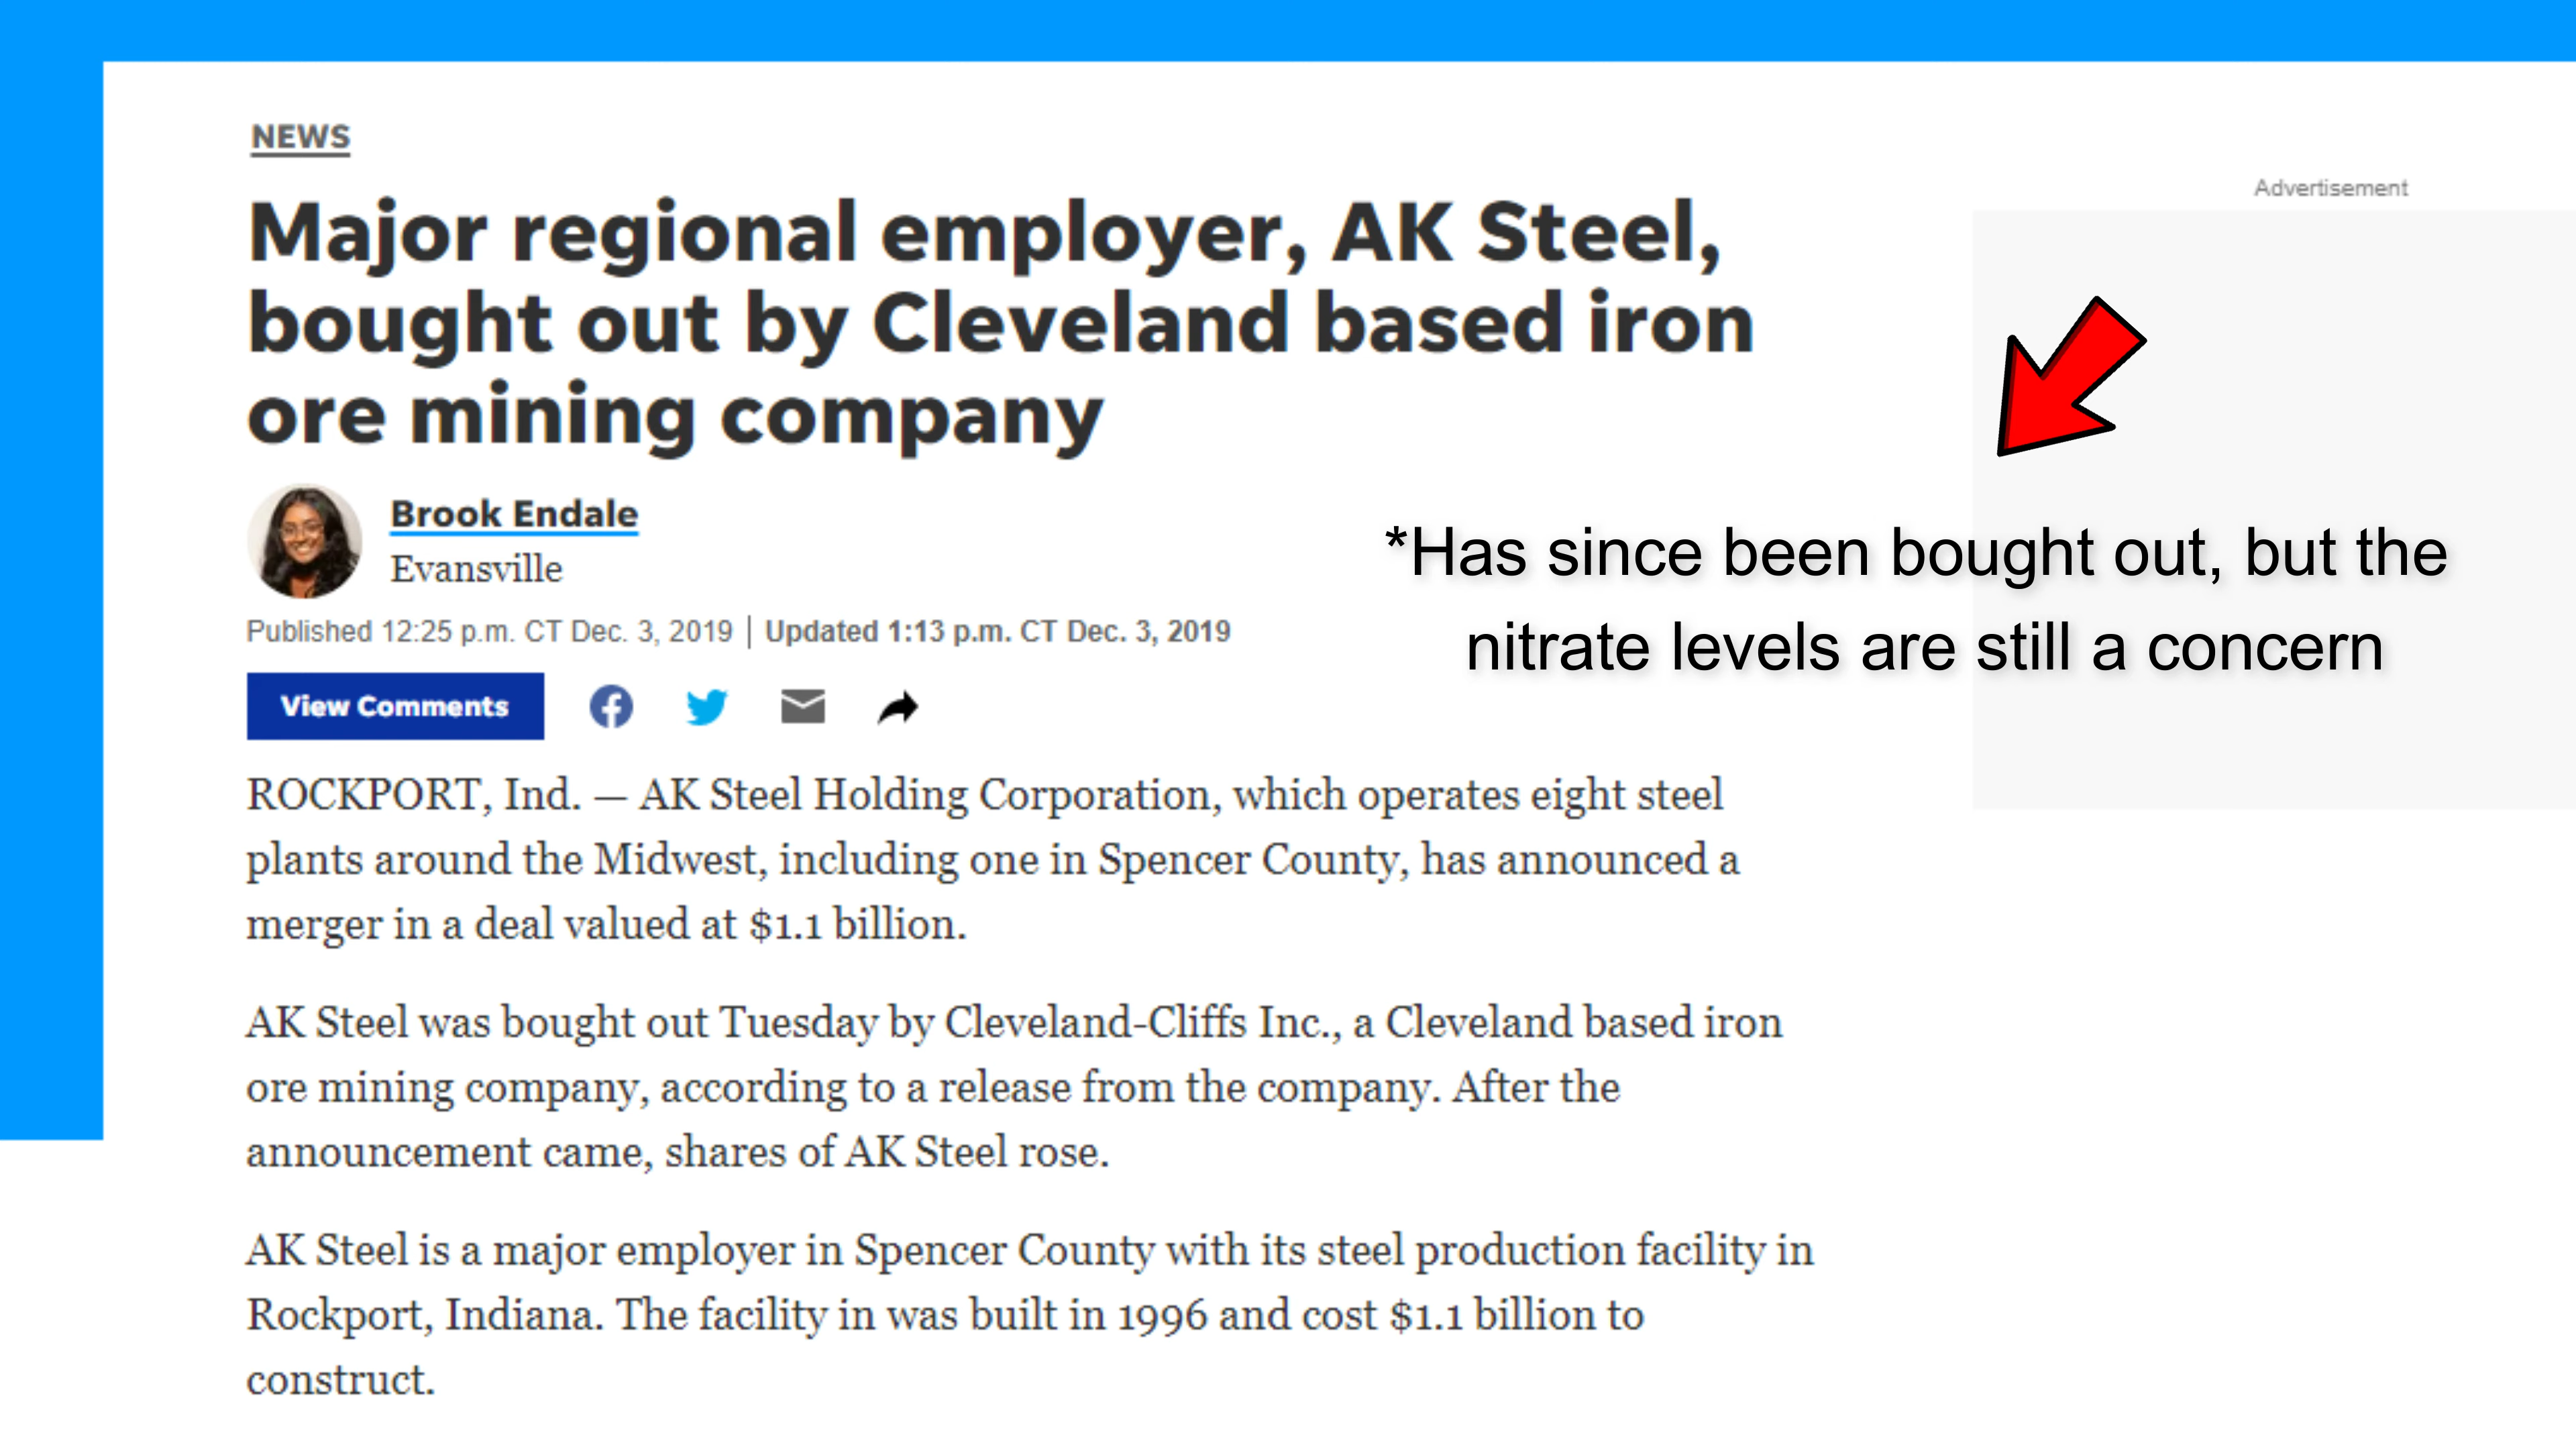 NEWS
Advertisement
Major regional employer, AK Steel,
bought out by Cleveland based iron
ore mining company
Brook Endale
Evansville
*Has since been bought out, but the
nitrate levels are still a concern
Published 12:25 p.m. CT Dec. 3, 2019 | Updated 1:13 p.m. CT Dec. 3, 2019
View Comments
ROCKPORT, Ind. — AK Steel Holding Corporation, which operates eight steel
plants around the Midwest, including one in Spencer County, has announced a
merger in a deal valued at $1.1 billion.
AK Steel was bought out Tuesday by Cleveland-Cliffs Inc., a Cleveland based iron
ore mining company, according to a release from the company. After the
announcement came, shares of AK Steel rose.
AK Steel is a major employer in Spencer County with its steel production facility in
Rockport, Indiana. The facility in was built in 1996 and cost $1.1 billion to
construct.